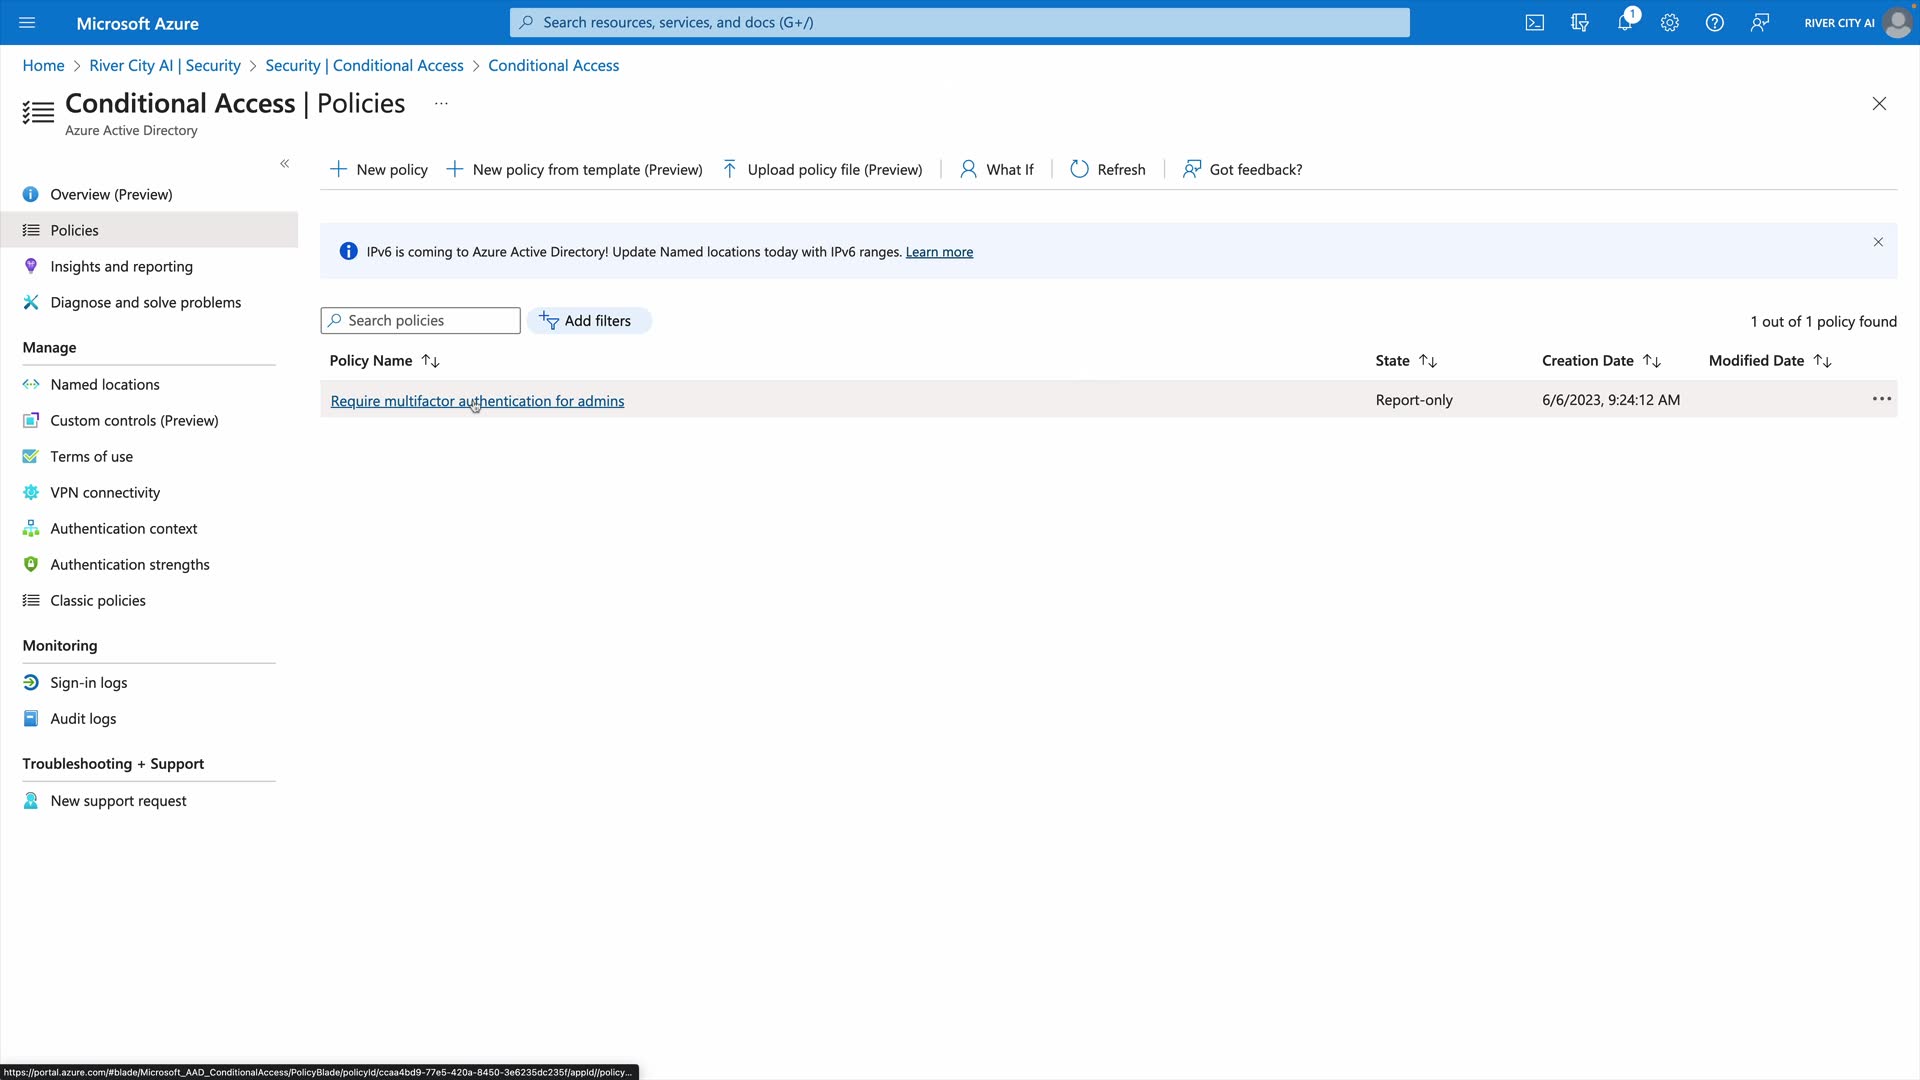 Microsoft Azure
Search resources, services, and docs (G+/)
1
RIVER CITY AI
Home > River City AI | Security > Security | Conditional Access > Conditional Access
Conditional Access | Policies ...
Azure Active Directory
New policy
New policy from template (Preview)
Upload policy file (Preview)
What If
Refresh
Got feedback?
Overview (Preview)
Policies
Insights and reporting
Diagnose and solve problems
Manage
Named locations
Custom controls (Preview)
Terms of use
VPN connectivity
Authentication context
Authentication strengths
Classic policies
Monitoring
Sign-in logs
Audit logs
Troubleshooting + Support
New support request
IPv6 is coming to Azure Active Directory! Update Named locations today with IPv6 ranges. Learn more
Search policies
Add filters
1 out of 1 policy found
Policy Name State Creation Date Modified Date
Require multifactor authentication for admins Report-only 6/6/2023, 9:24:12 AM
https://portal.azure.com/#blade/Microsoft_AAD_ConditionalAccess/PolicyBlade/policyId/ccaa4bd9-77e5-420a-8450-3e6235dc235f/appId//policy...